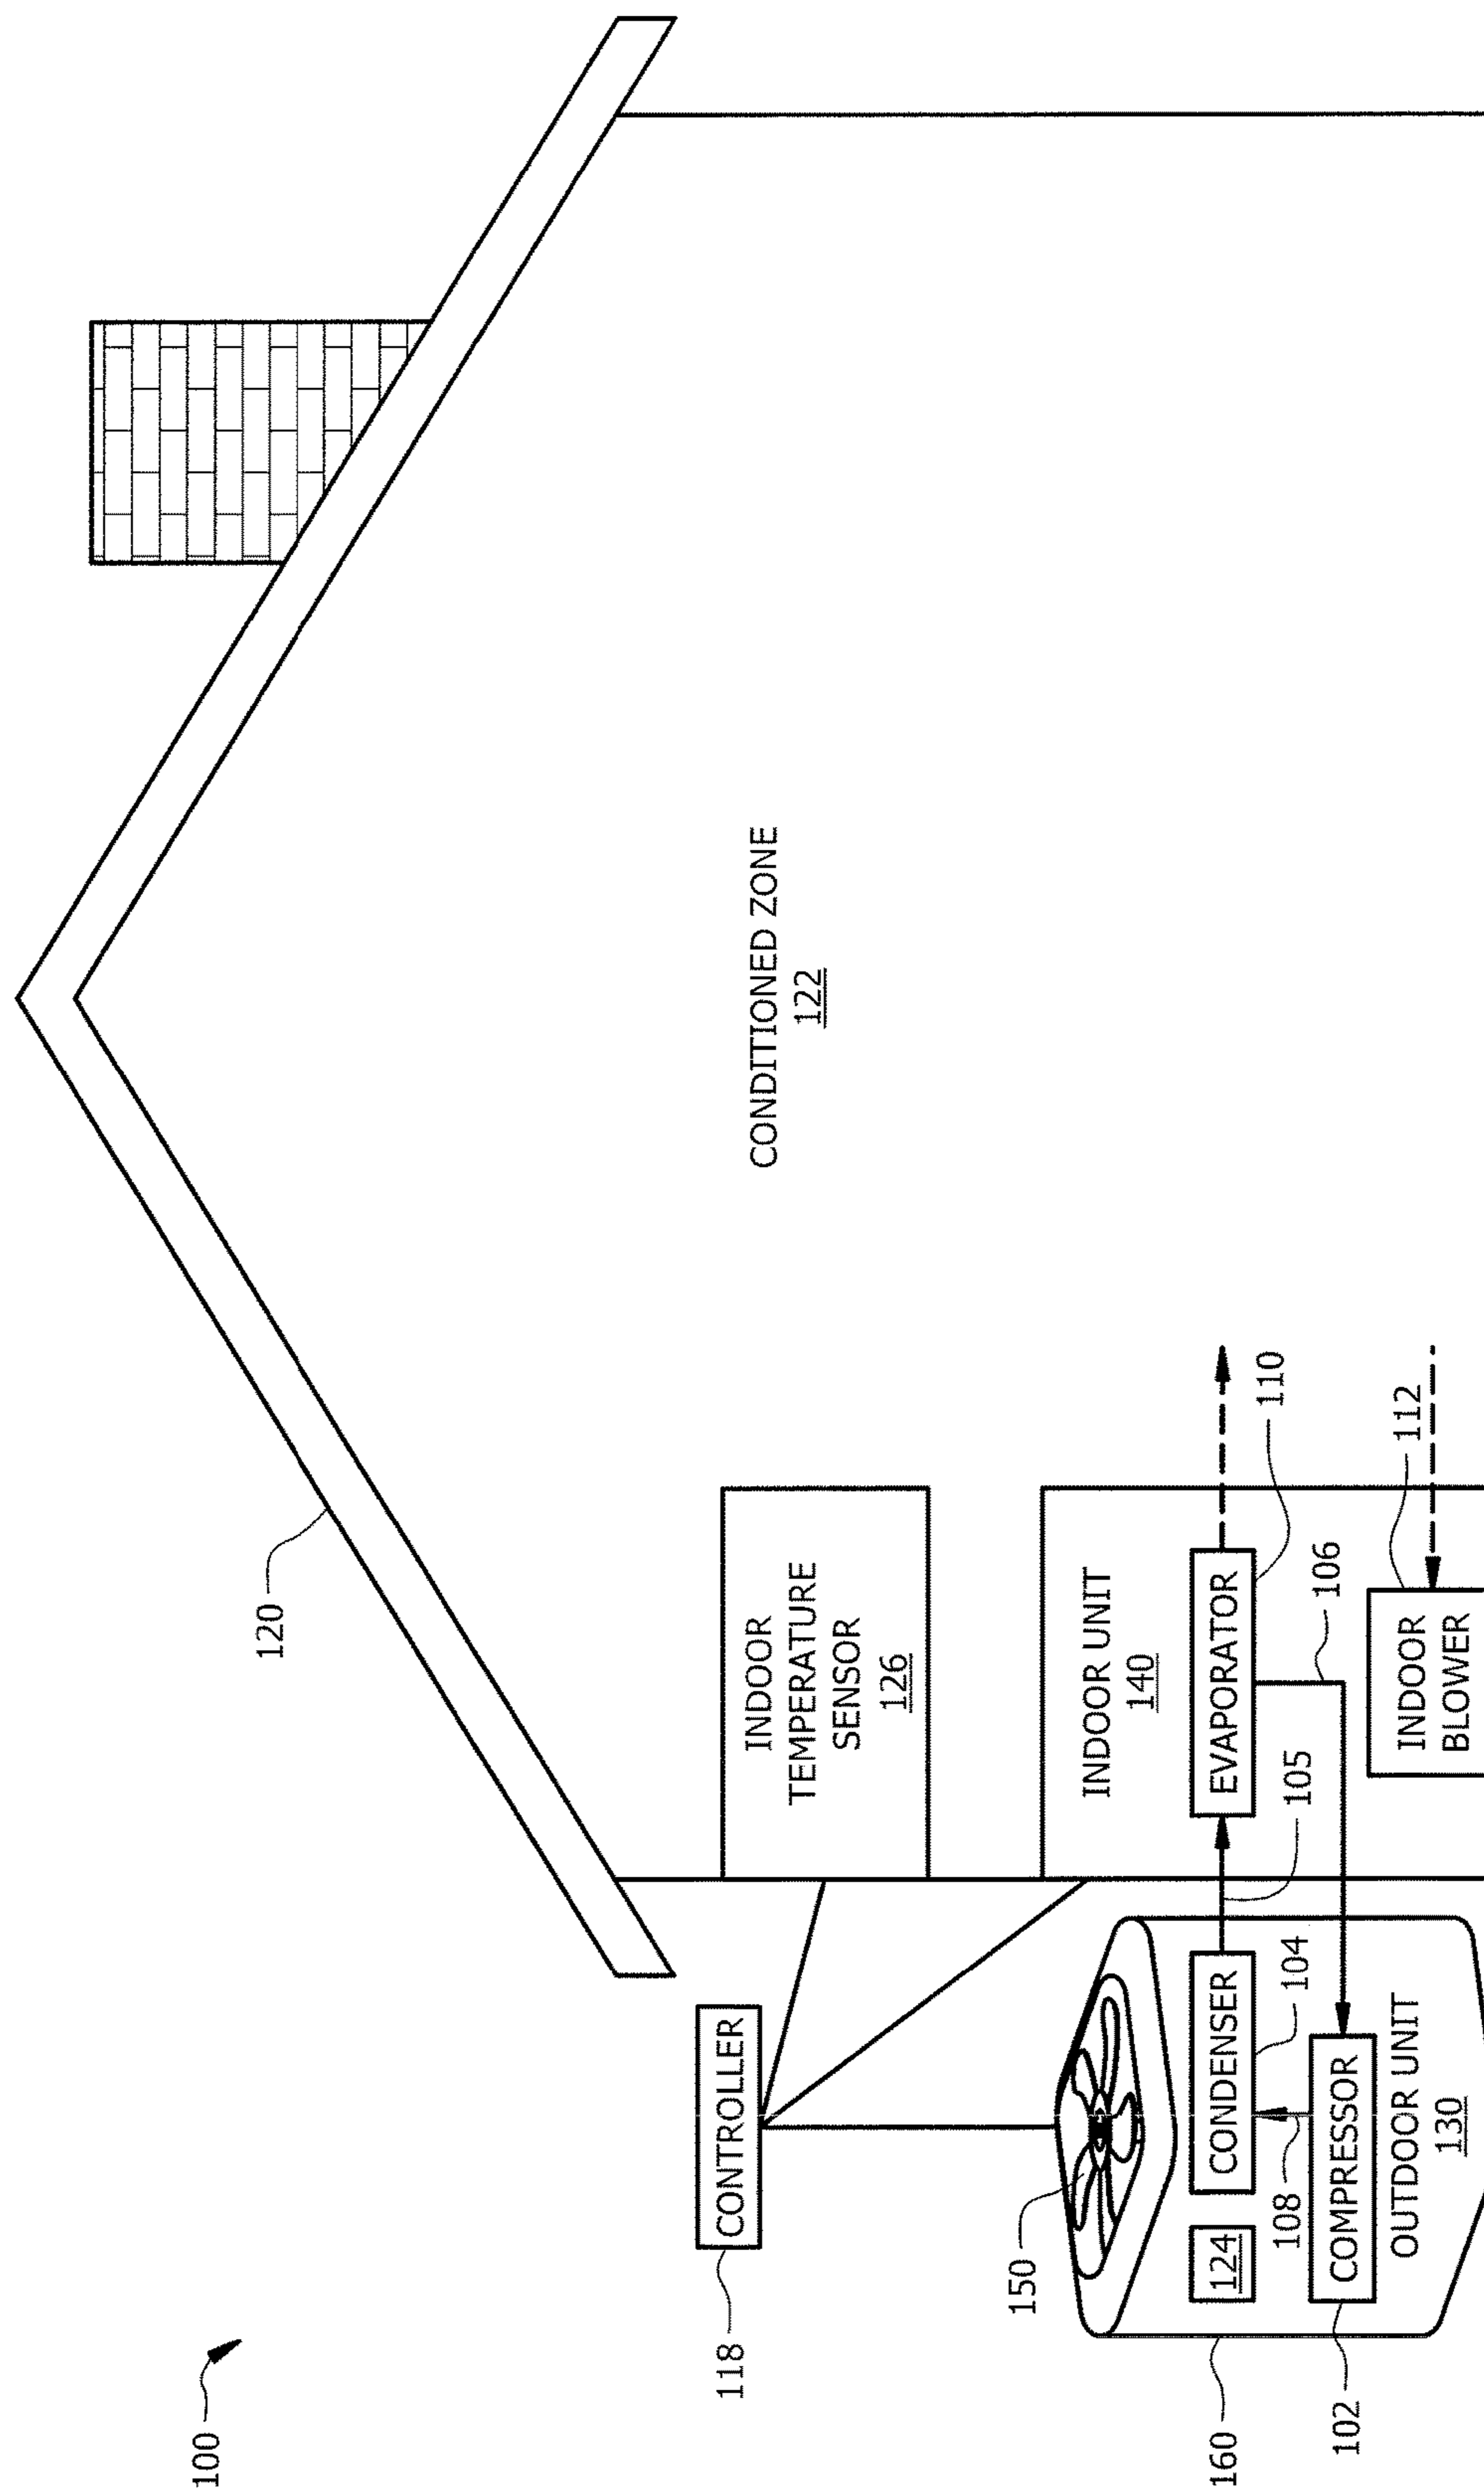 100
120
CONDITIONED ZONE
122
CONTROLLER
118
INDOOR
TEMPERATURE
SENSOR
126
150
INDOOR UNIT
140
124
CONDENSER
104
105
EVAPORATOR
110
160
108
106
102
COMPRESSOR
OUTDOOR UNIT
130
112
INDOOR
BLOWER